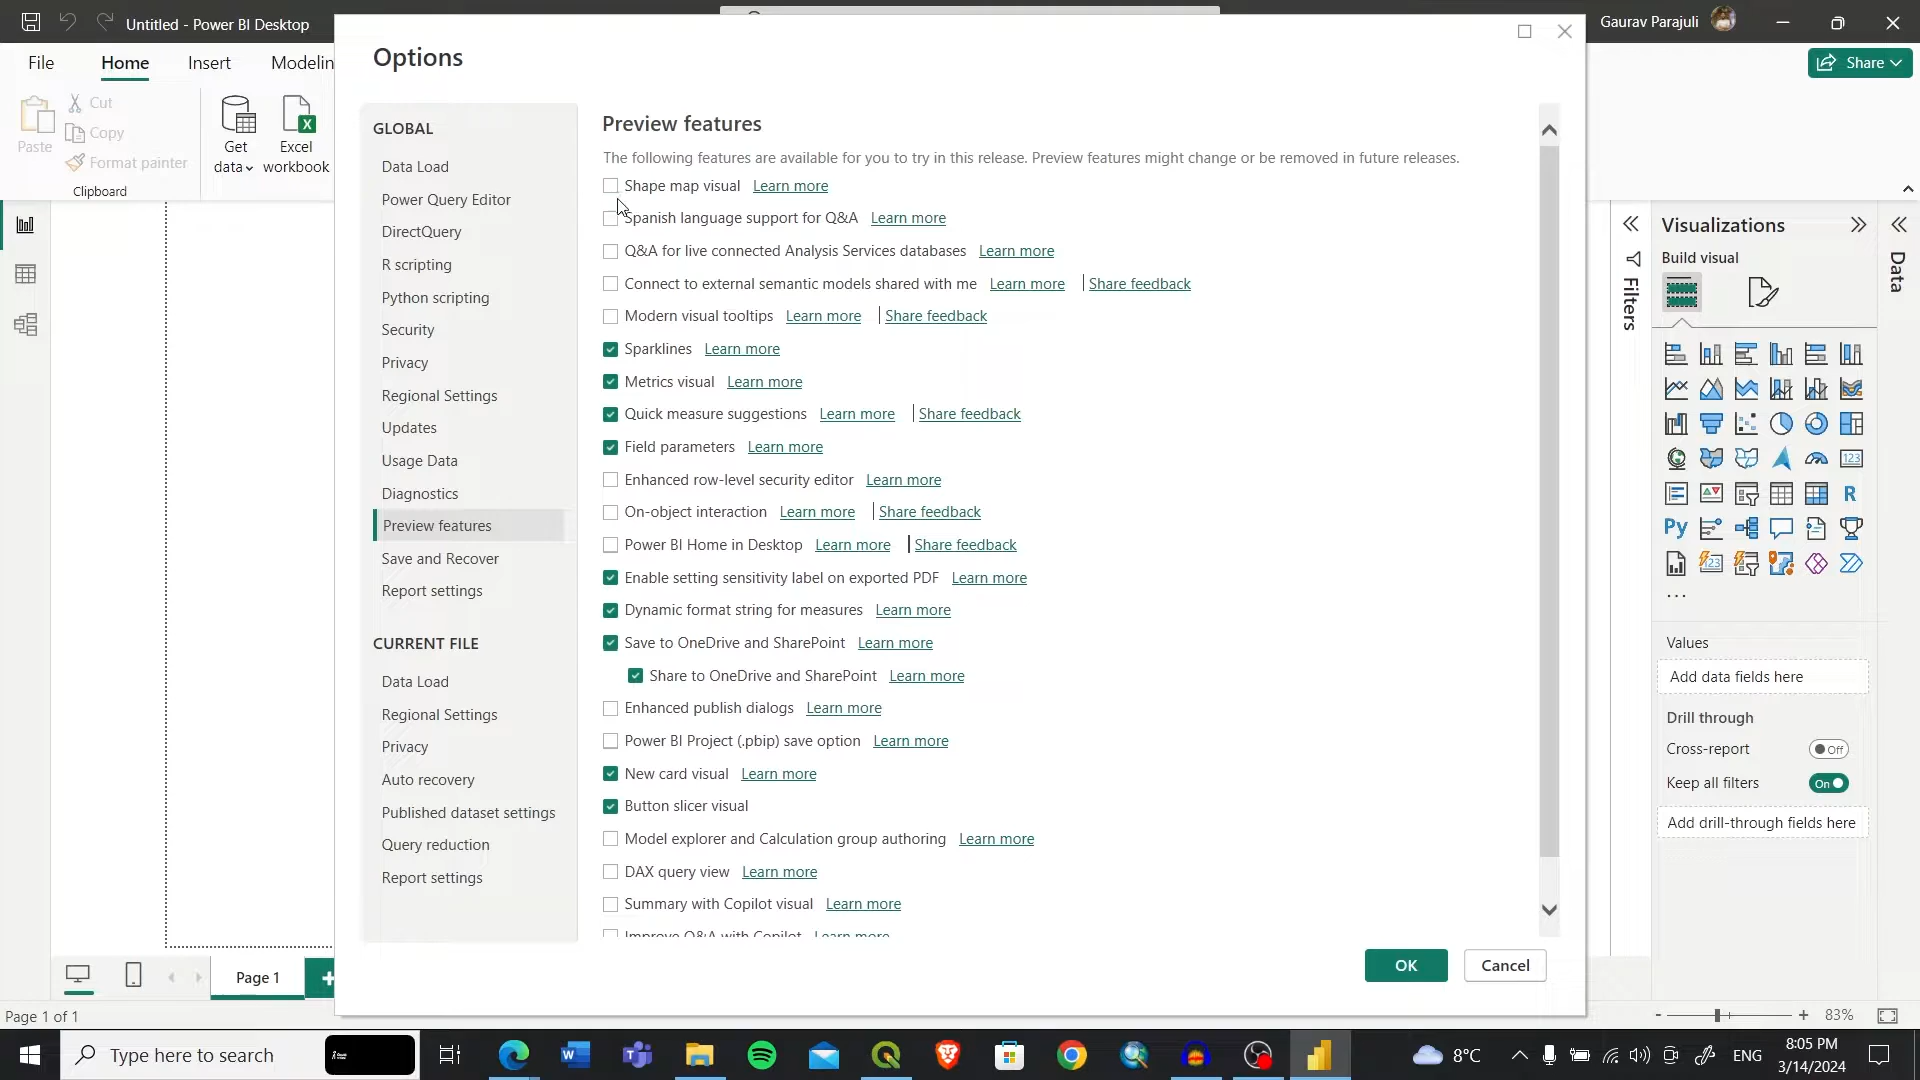 Untitled - Power BI Desktop
Gaurav Parajuli
File
Home
Insert
Modelin
Share
Paste
Cut
Copy
Format painter
Clipboard
Get data
Excel workbook
Options
GLOBAL
Data Load
Power Query Editor
DirectQuery
R scripting
Python scripting
Security
Privacy
Regional Settings
Updates
Usage Data
Diagnostics
Preview features
Save and Recover
Report settings
CURRENT FILE
Data Load
Regional Settings
Privacy
Auto recovery
Published dataset settings
Query reduction
Report settings
Preview features
The following features are available for you to try in this release. Preview features might change or be removed in future releases.
Shape map visual Learn more
Spanish language support for Q&A Learn more
Q&A for live connected Analysis Services databases Learn more
Connect to external semantic models shared with me Learn more Share feedback
Modern visual tooltips Learn more Share feedback
Sparklines Learn more
Metrics visual Learn more
Quick measure suggestions Learn more Share feedback
Field parameters Learn more
Enhanced row-level security editor Learn more
On-object interaction Learn more Share feedback
Power BI Home in Desktop Learn more Share feedback
Enable setting sensitivity label on exported PDF Learn more
Dynamic format string for measures Learn more
Save to OneDrive and SharePoint Learn more
Share to OneDrive and SharePoint Learn more
Enhanced publish dialogs Learn more
Power BI Project (.pbip) save option Learn more
New card visual Learn more
Button slicer visual
Model explorer and Calculation group authoring Learn more
DAX query view Learn more
Summary with Copilot visual Learn more
Improve Q&A with Copilot Learn more
OK
Cancel
Filters
Visualizations
Build visual
123
R
Py
123
...
Values
Add data fields here
Drill through
Cross-report
Off
Keep all filters
On
Add drill-through fields here
Data
Page 1
Page 1 of 1
- + 83%
Type here to search
8°C
ENG
8:05 PM
3/14/2024